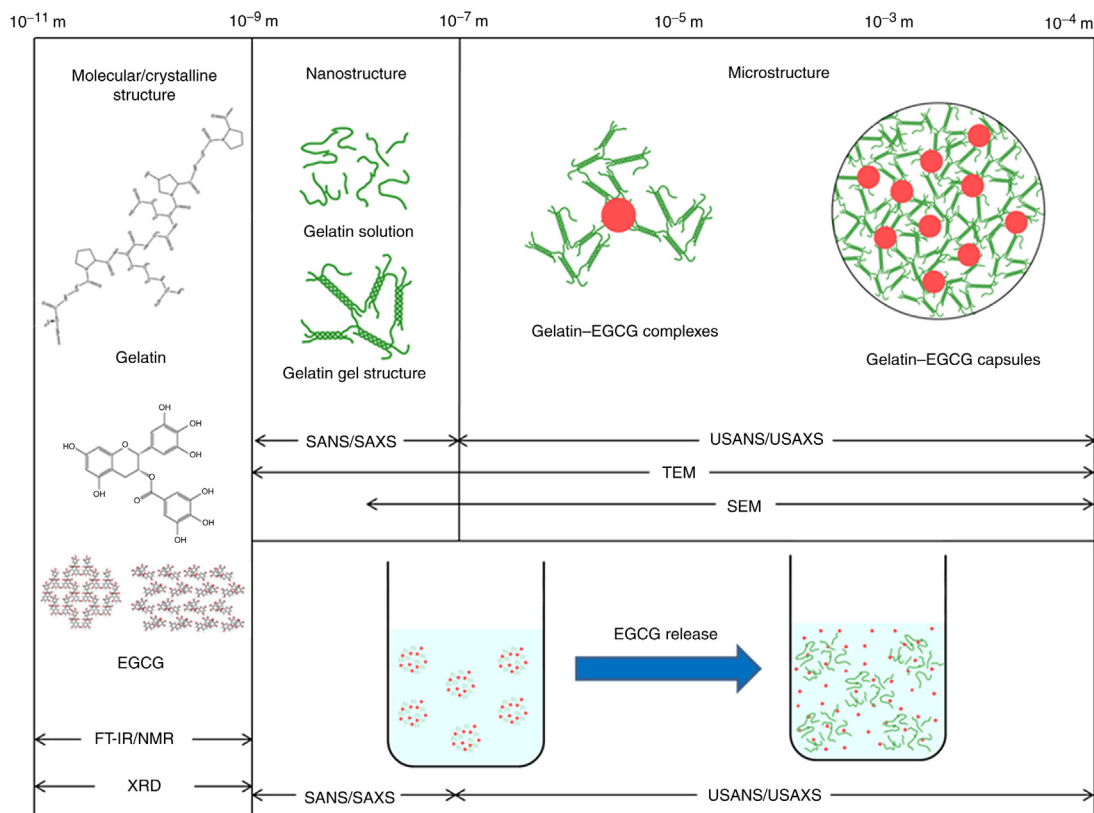 10⁻¹¹ m
10⁻⁹ m
10⁻⁷ m
10⁻⁵ m
10⁻³ m
10⁻⁴ m
Molecular/crystalline
structure
Nanostructure
Microstructure
Gelatin solution
Gelatin gel structure
Gelatin–EGCG complexes
Gelatin–EGCG capsules
Gelatin
OH
OH
HO
O
OH
OH
O
O
OH
OH
OH
EGCG
SANS/SAXS
USANS/USAXS
TEM
SEM
EGCG release
FT-IR/NMR
XRD
SANS/SAXS
USANS/USAXS